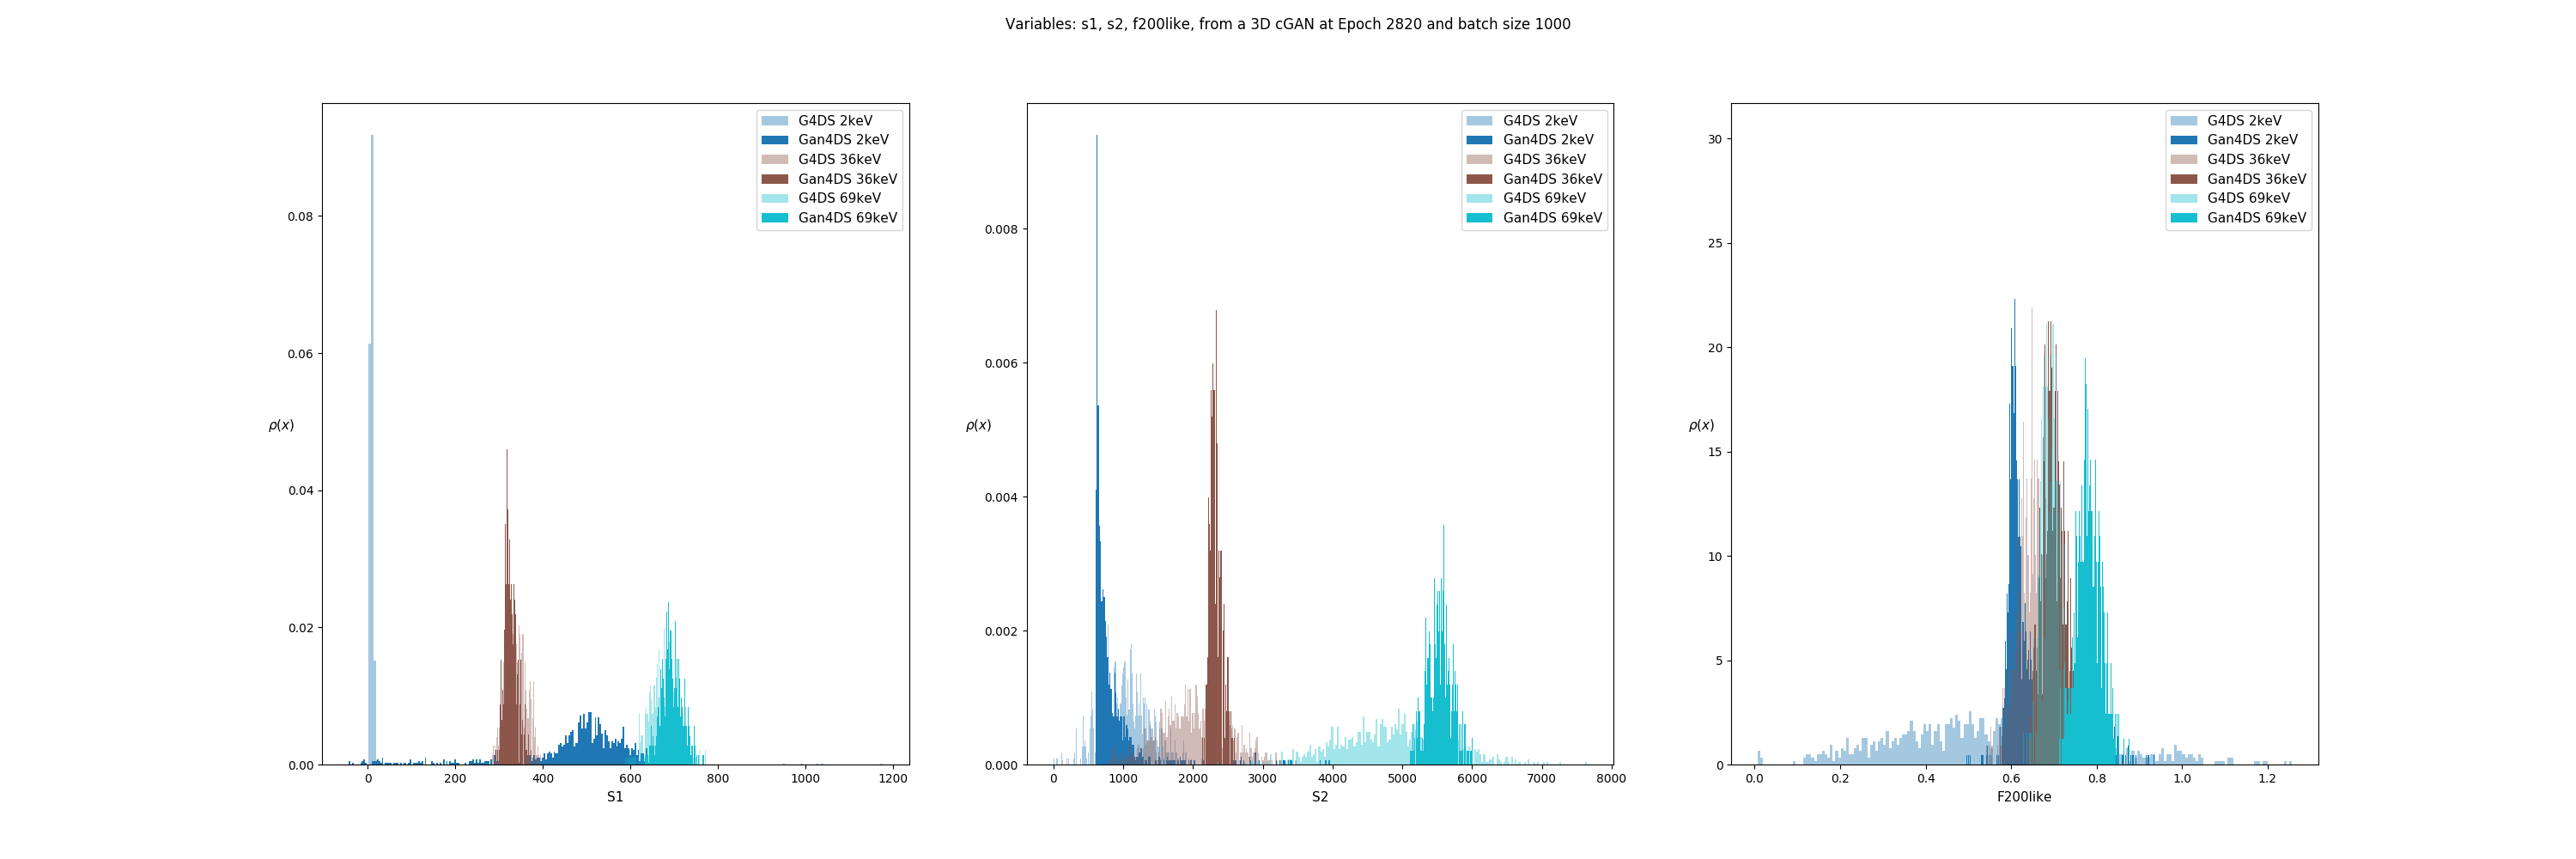 Variables: s1, s2, f200like, from a 3D cGAN at Epoch 2820 and batch size 1000
G4DS 2keV
Gan4DS 2keV
G4DS 36keV
Gan4DS 36keV
G4DS 69keV
Gan4DS 69keV
0.08
0.06
0.04
0.02
0.00
ρ(x)
0 200 400 600 800 1000 1200
S1
G4DS 2keV
Gan4DS 2keV
G4DS 36keV
Gan4DS 36keV
G4DS 69keV
Gan4DS 69keV
0.008
0.006
0.004
0.002
0.000
ρ(x)
0 1000 2000 3000 4000 5000 6000 7000 8000
S2
G4DS 2keV
Gan4DS 2keV
G4DS 36keV
Gan4DS 36keV
G4DS 69keV
Gan4DS 69keV
30
25
20
15
10
5
0
ρ(x)
0.0 0.2 0.4 0.6 0.8 1.0 1.2
F200like